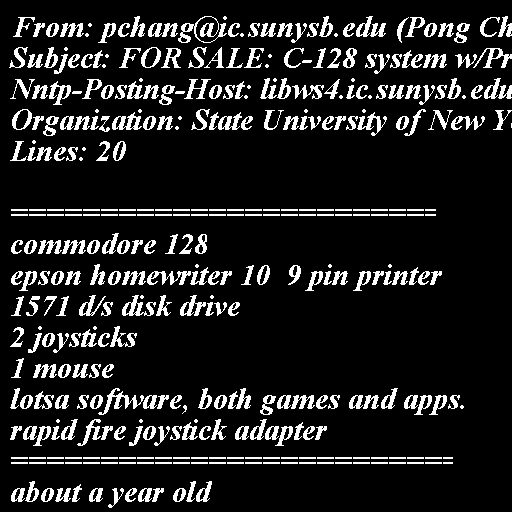 From: pchang@ic.sunysb.edu (Pong Ch
Subject: FOR SALE: C-128 system w/Pr
Nntp-Posting-Host: libws4.ic.sunysb.edu
Organization: State University of New Y
Lines: 20
==========================
commodore 128
epson homewriter 10  9 pin printer
1571 d/s disk drive
2 joysticks
1 mouse
lotsa software, both games and apps.
rapid fire joystick adapter
===========================
about a year old